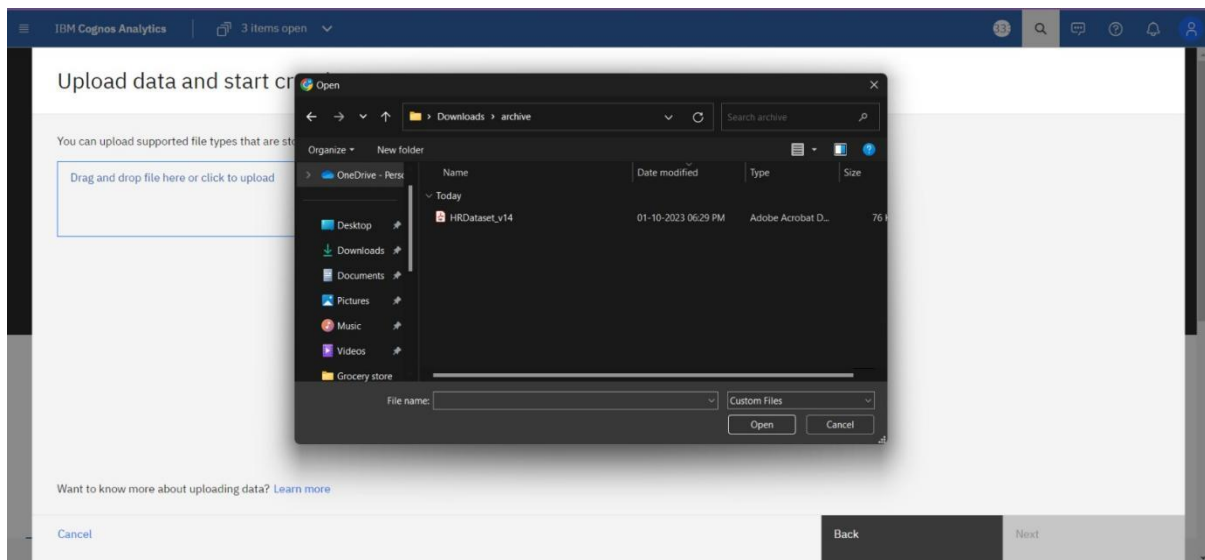 IBM Cognos Analytics
3 items open
33
Upload data and start cr
You can upload supported file types that are sto
Drag and drop file here or click to upload
Open
Downloads > archive
Search archive
Organize
New folder
Name
Date modified
Type
Size
OneDrive - Perso
Today
HRDataset_v14
01-10-2023 06:29 PM
Adobe Acrobat D...
76
Desktop
Downloads
Documents
Pictures
Music
Videos
Grocery store
File name:
Custom Files
Open
Cancel
Want to know more about uploading data? Learn more
Cancel
Back
Next